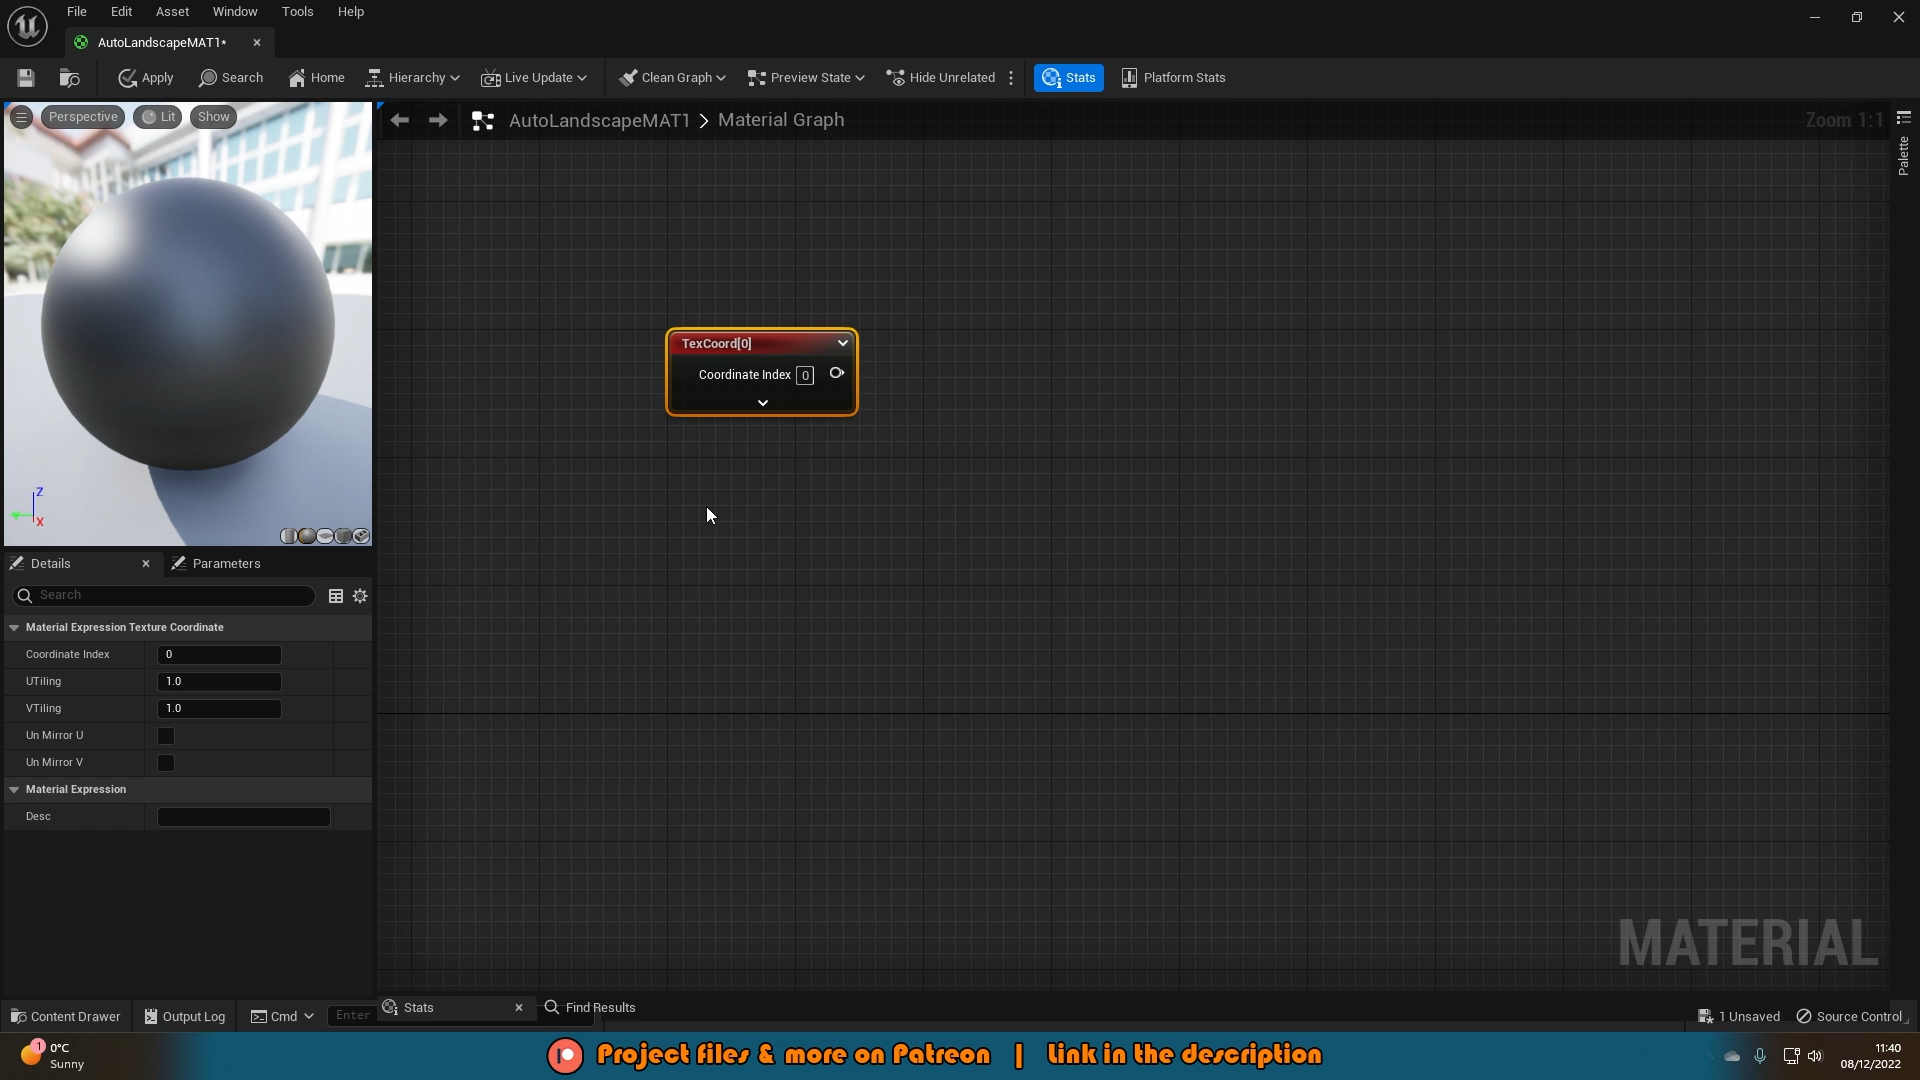 File Edit Asset Window Tools Help
AutoLandscapeMAT1*
Apply Search Home Hierarchy Live Update Clean Graph Preview State Hide Unrelated Stats Platform Stats
Perspective Lit Show
AutoLandscapeMAT1 > Material Graph
Zoom 1:1
Palette
TexCoord[0]
Coordinate Index 0
Z
Y
X
Details Parameters
Search
Material Expression Texture Coordinate
Coordinate Index 0
UTiling 1.0
VTiling 1.0
Un Mirror U
Un Mirror V
Material Expression
Desc
MATERIAL
Stats Find Results
Content Drawer Output Log Cmd Enter 1 Unsaved Source Control
1 0°C
Sunny
Project files & more on Patreon | Link in the description
11:40
08/12/2022